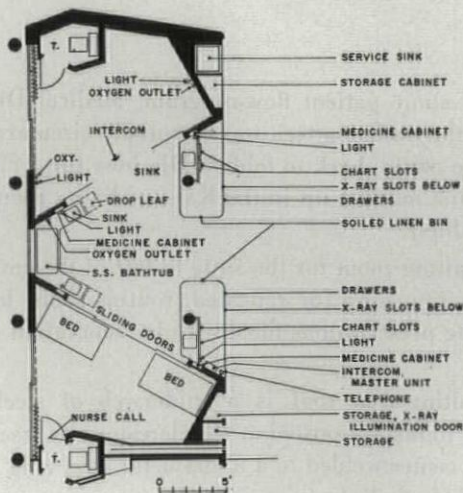 T.
LIGHT
OXYGEN OUTLET
INTERCOM
SINK
OXY.
LIGHT
DROP LEAF
SINK
LIGHT
MEDICINE CABINET
OXYGEN OUTLET
S.S. BATHTUB
SLIDING DOORS
BED
BED
NURSE CALL
T.
0 5'
SERVICE SINK
STORAGE CABINET
MEDICINE CABINET
LIGHT
CHART SLOTS
X-RAY SLOTS BELOW
DRAWERS
SOILED LINEN BIN
DRAWERS
X-RAY SLOTS BELOW
CHART SLOTS
LIGHT
MEDICINE CABINET
INTERCOM,
MASTER UNIT
TELEPHONE
STORAGE, X-RAY
ILLUMINATION DOOR
STORAGE